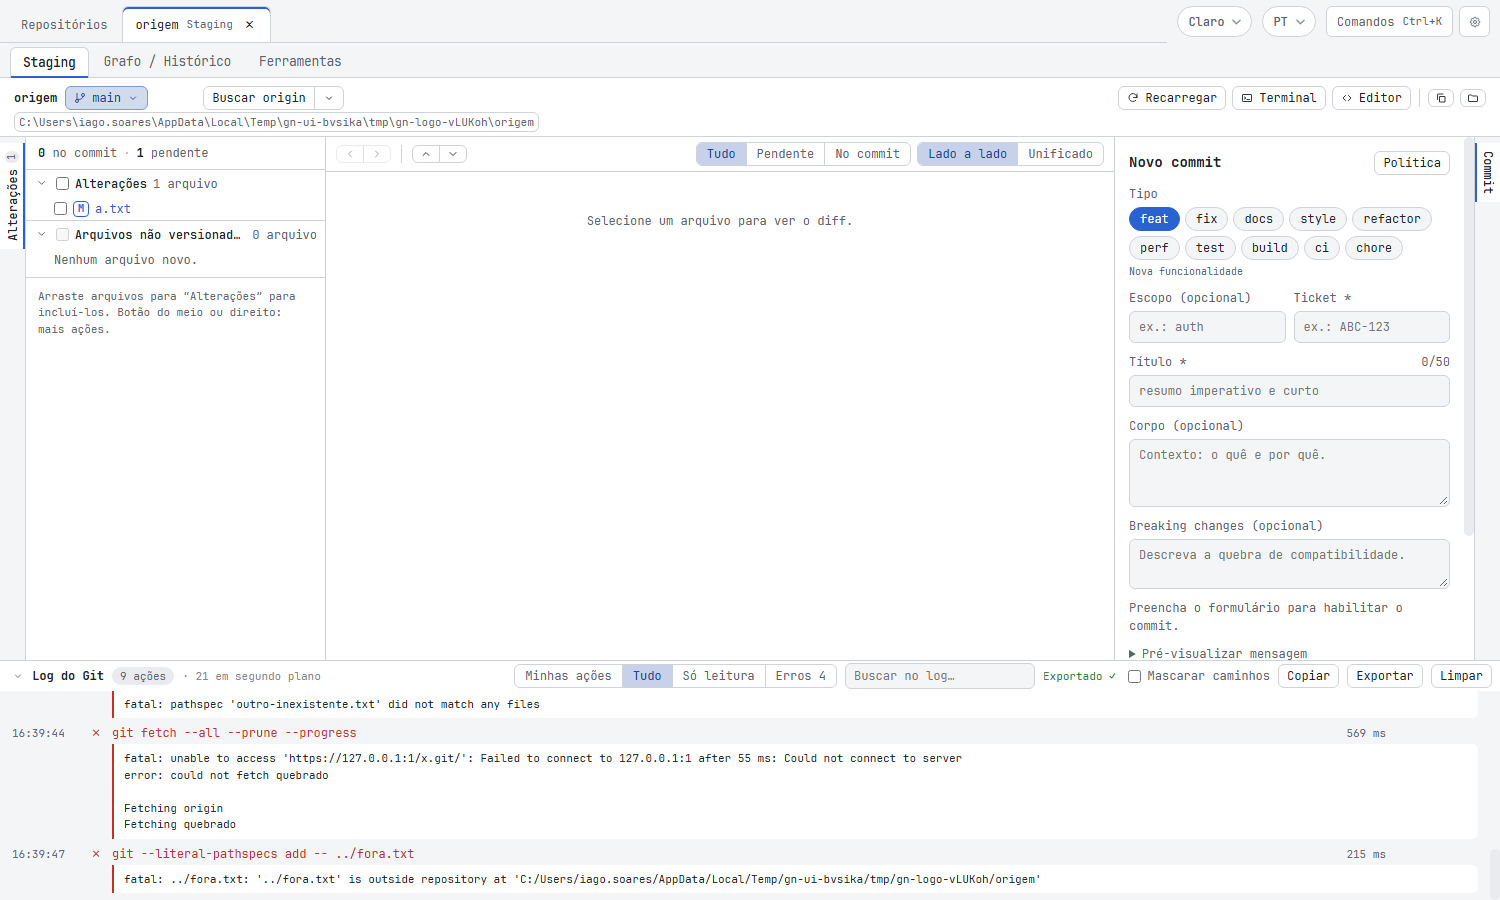 Repositórios
origem Staging ×
Claro
PT
Comandos Ctrl+K
Staging
Grafo / Histórico
Ferramentas
origem
main
Buscar origin
Recarregar
Terminal
Editor
C:\Users\iago.soares\AppData\Local\Temp\gn-ui-bvsika\tmp\gn-logo-vLUKoh\origem
Alterações 1
0 no commit · 1 pendente
Alterações 1 arquivo
M a.txt
Arquivos não versionad… 0 arquivo
Nenhum arquivo novo.
Arraste arquivos para “Alterações” para
incluí-los. Botão do meio ou direito:
mais ações.
Tudo
Pendente
No commit
Lado a lado
Unificado
Selecione um arquivo para ver o diff.
Novo commit
Política
Tipo
feat fix docs style refactor
perf test build ci chore
Nova funcionalidade
Escopo (opcional)
Ticket *
ex.: auth
ex.: ABC-123
Título *
0/50
resumo imperativo e curto
Corpo (opcional)
Contexto: o quê e por quê.
Breaking changes (opcional)
Descreva a quebra de compatibilidade.
Preencha o formulário para habilitar o
commit.
Pré-visualizar mensagem
Commit
Log do Git 9 ações · 21 em segundo plano
Minhas ações
Tudo
Só leitura
Erros 4
Buscar no log…
Exportado ✓
Mascarar caminhos
Copiar
Exportar
Limpar
fatal: pathspec 'outro-inexistente.txt' did not match any files
16:39:44 × git fetch --all --prune --progress 569 ms
fatal: unable to access 'https://127.0.0.1:1/x.git/': Failed to connect to 127.0.0.1:1 after 55 ms: Could not connect to server
error: could not fetch quebrado
Fetching origin
Fetching quebrado
16:39:47 × git --literal-pathspecs add -- ../fora.txt 215 ms
fatal: ../fora.txt: '../fora.txt' is outside repository at 'C:/Users/iago.soares/AppData/Local/Temp/gn-ui-bvsika/tmp/gn-logo-vLUKoh/origem'